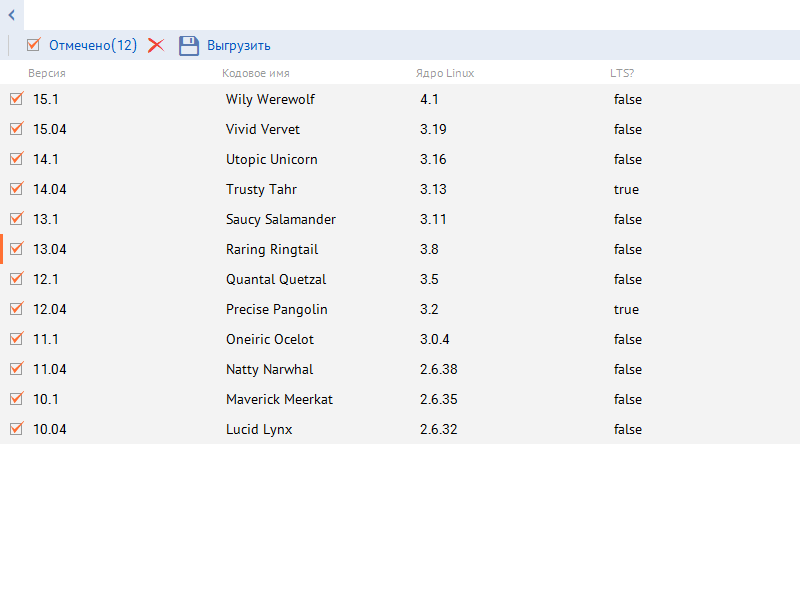 Отмечено(12) Выгрузить
Версия Кодовое имя Ядро Linux LTS?
15.1 Wily Werewolf 4.1 false
15.04 Vivid Vervet 3.19 false
14.1 Utopic Unicorn 3.16 false
14.04 Trusty Tahr 3.13 true
13.1 Saucy Salamander 3.11 false
13.04 Raring Ringtail 3.8 false
12.1 Quantal Quetzal 3.5 false
12.04 Precise Pangolin 3.2 true
11.1 Oneiric Ocelot 3.0.4 false
11.04 Natty Narwhal 2.6.38 false
10.1 Maverick Meerkat 2.6.35 false
10.04 Lucid Lynx 2.6.32 false